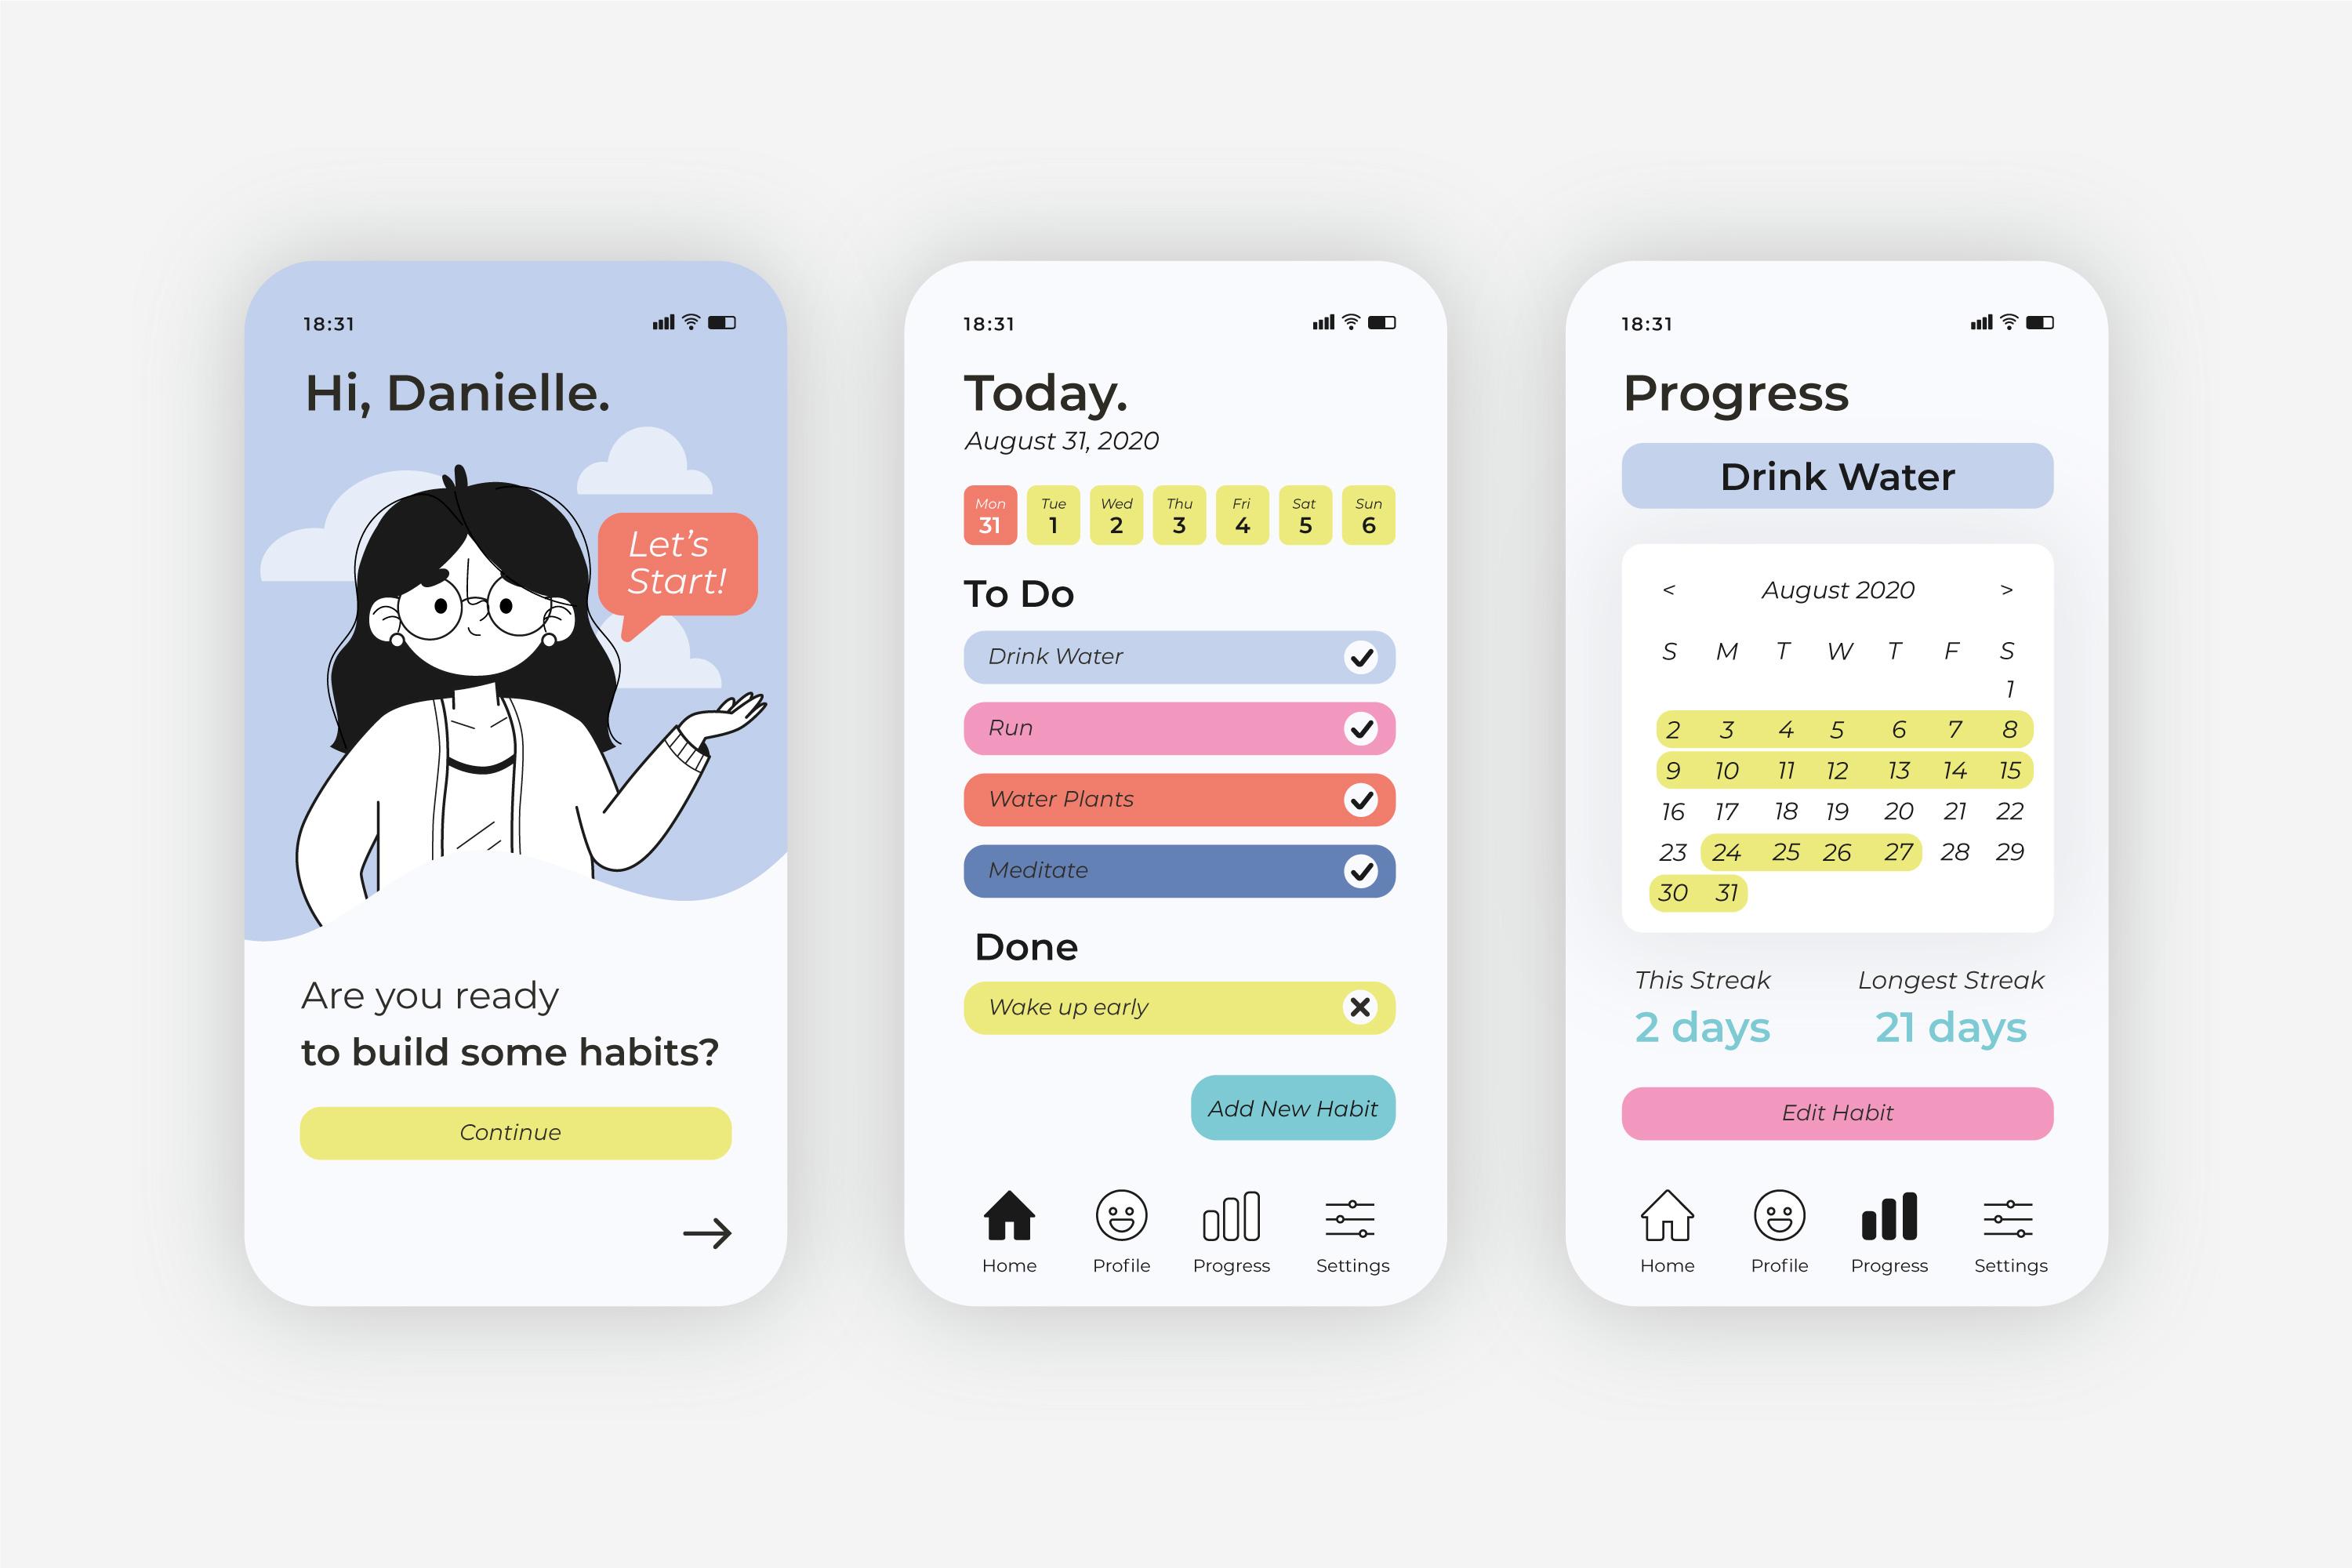 18:31
Hi, Danielle.
Let's
Start!
Are you ready
to build some habits?
Continue
18:31
Today.
August 31, 2020
Mon Tue Wed Thu Fri Sat Sun
31 1 2 3 4 5 6
To Do
Drink Water
Run
Water Plants
Meditate
Done
Wake up early
Add New Habit
Home Profile Progress Settings
18:31
Progress
Drink Water
< August 2020 >
S M T W T F S
1
2 3 4 5 6 7 8
9 10 11 12 13 14 15
16 17 18 19 20 21 22
23 24 25 26 27 28 29
30 31
This Streak Longest Streak
2 days 21 days
Edit Habit
Home Profile Progress Settings